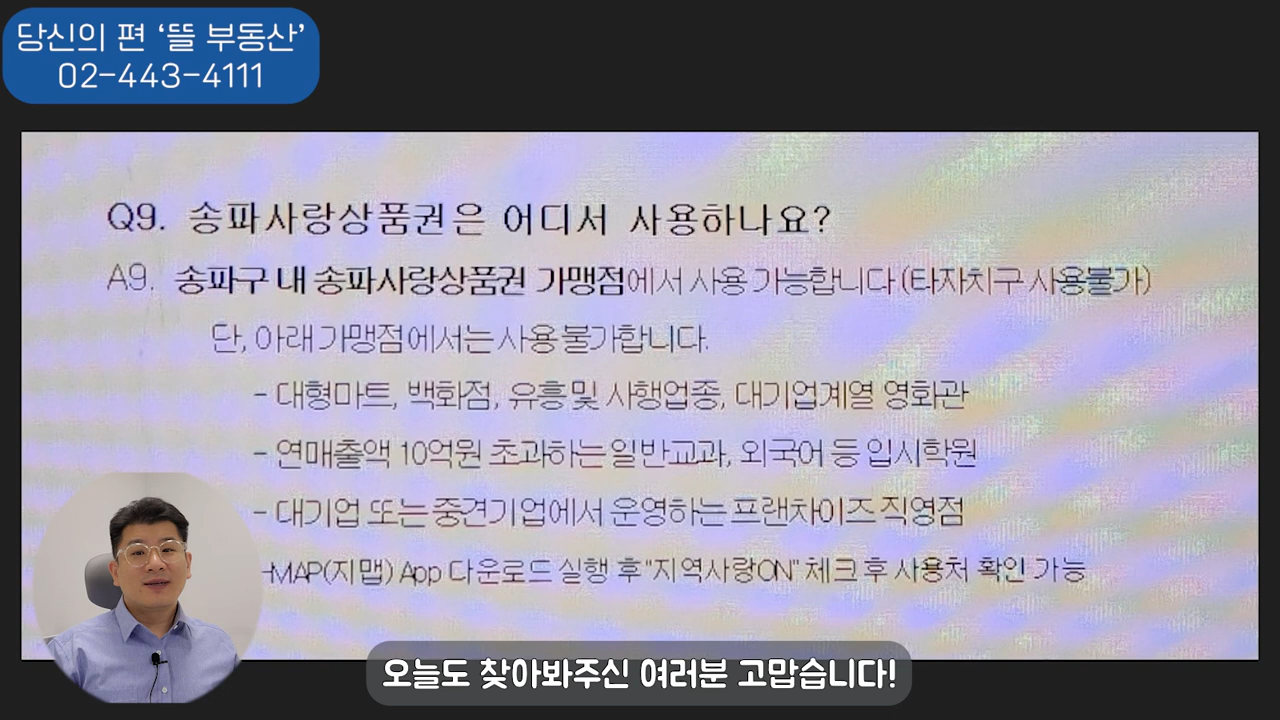 당신의 편 ‘뜰 부동산’
02-443-4111
Q9. 송파사랑상품권은 어디서 사용하나요?
A9. 송파구 내 송파사랑상품권 가맹점에서 사용 가능합니다 (타자치구 사용불가)
단, 아래 가맹점에서는 사용 불가합니다.
- 대형마트, 백화점, 유흥 및 사행업종, 대기업계열 영화관
- 연매출액 10억원 초과하는 일반교과, 외국어 등 입시학원
- 대기업 또는 중견기업에서 운영하는 프랜차이즈 직영점
-MAP(지맵) App 다운로드 실행 후 "지역사랑ON" 체크 후 사용처 확인 가능
오늘도 찾아봐주신 여러분 고맙습니다!